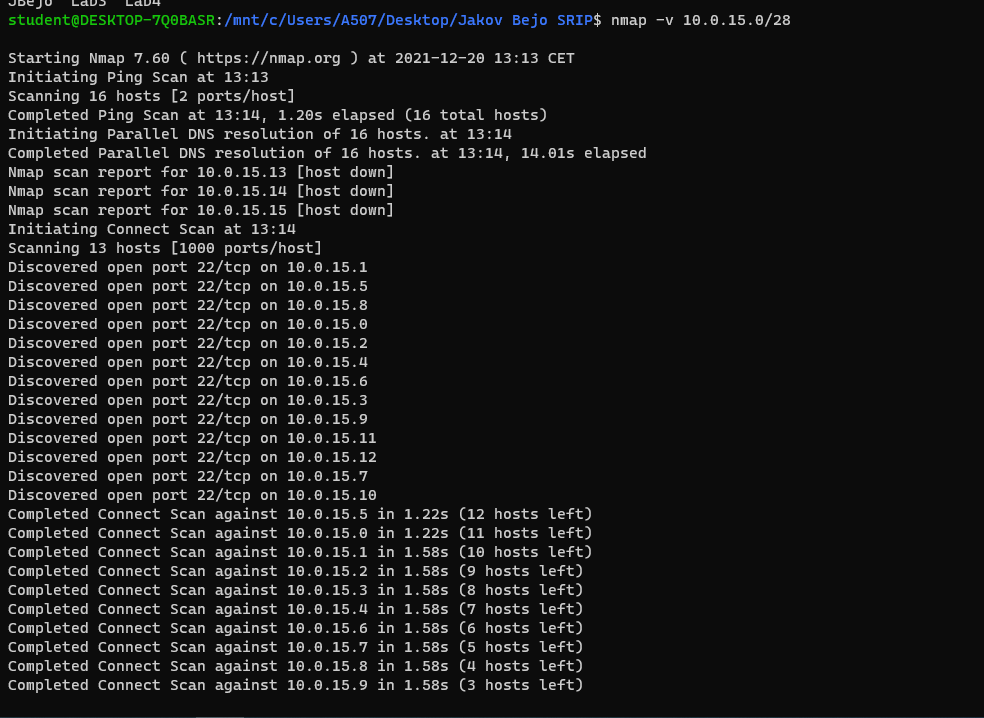 JBejo Lab3 Lab4
student@DESKTOP-7Q0BASR:/mnt/c/Users/A507/Desktop/Jakov Bejo SRIP$ nmap -v 10.0.15.0/28
Starting Nmap 7.60 ( https://nmap.org ) at 2021-12-20 13:13 CET
Initiating Ping Scan at 13:13
Scanning 16 hosts [2 ports/host]
Completed Ping Scan at 13:14, 1.20s elapsed (16 total hosts)
Initiating Parallel DNS resolution of 16 hosts. at 13:14
Completed Parallel DNS resolution of 16 hosts. at 13:14, 14.01s elapsed
Nmap scan report for 10.0.15.13 [host down]
Nmap scan report for 10.0.15.14 [host down]
Nmap scan report for 10.0.15.15 [host down]
Initiating Connect Scan at 13:14
Scanning 13 hosts [1000 ports/host]
Discovered open port 22/tcp on 10.0.15.1
Discovered open port 22/tcp on 10.0.15.5
Discovered open port 22/tcp on 10.0.15.8
Discovered open port 22/tcp on 10.0.15.0
Discovered open port 22/tcp on 10.0.15.2
Discovered open port 22/tcp on 10.0.15.4
Discovered open port 22/tcp on 10.0.15.6
Discovered open port 22/tcp on 10.0.15.3
Discovered open port 22/tcp on 10.0.15.9
Discovered open port 22/tcp on 10.0.15.11
Discovered open port 22/tcp on 10.0.15.12
Discovered open port 22/tcp on 10.0.15.7
Discovered open port 22/tcp on 10.0.15.10
Completed Connect Scan against 10.0.15.5 in 1.22s (12 hosts left)
Completed Connect Scan against 10.0.15.0 in 1.22s (11 hosts left)
Completed Connect Scan against 10.0.15.1 in 1.58s (10 hosts left)
Completed Connect Scan against 10.0.15.2 in 1.58s (9 hosts left)
Completed Connect Scan against 10.0.15.3 in 1.58s (8 hosts left)
Completed Connect Scan against 10.0.15.4 in 1.58s (7 hosts left)
Completed Connect Scan against 10.0.15.6 in 1.58s (6 hosts left)
Completed Connect Scan against 10.0.15.7 in 1.58s (5 hosts left)
Completed Connect Scan against 10.0.15.8 in 1.58s (4 hosts left)
Completed Connect Scan against 10.0.15.9 in 1.58s (3 hosts left)